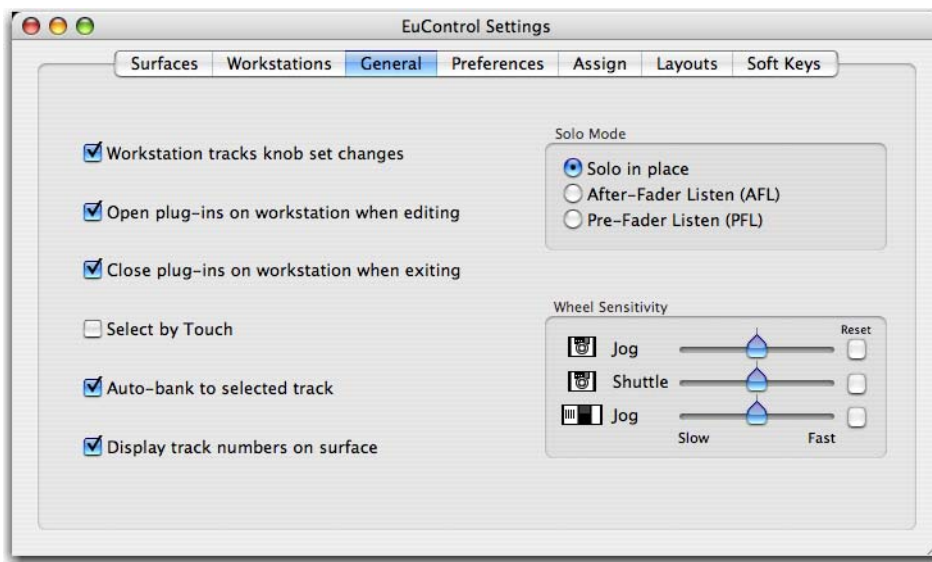 EuControl Settings
Surfaces Workstations General Preferences Assign Layouts Soft Keys
Workstation tracks knob set changes
Open plug-ins on workstation when editing
Close plug-ins on workstation when exiting
Select by Touch
Auto-bank to selected track
Display track numbers on surface
Solo Mode
Solo in place
After-Fader Listen (AFL)
Pre-Fader Listen (PFL)
Wheel Sensitivity
Reset
Jog
Shuttle
Jog
Slow Fast